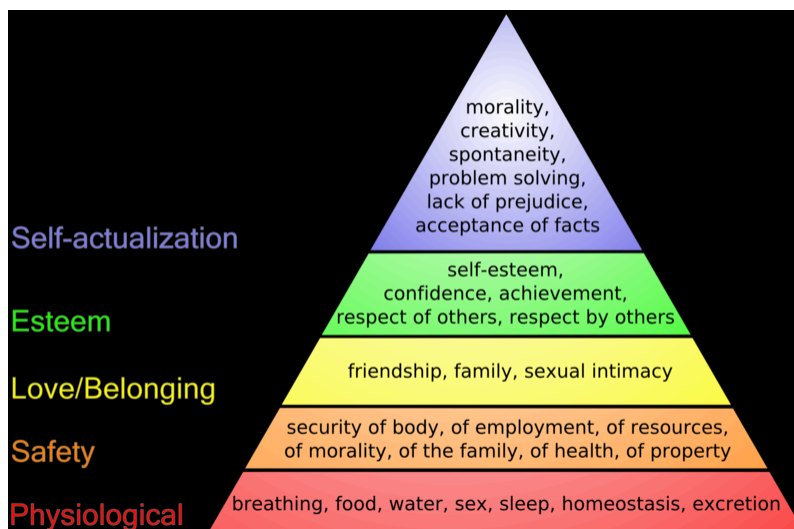 morality,
creativity,
spontaneity,
problem solving,
lack of prejudice,
acceptance of facts
Self-actualization
self-esteem,
confidence, achievement,
respect of others, respect by others
Esteem
friendship, family, sexual intimacy
Love/Belonging
security of body, of employment, of resources,
of morality, of the family, of health, of property
Safety
breathing, food, water, sex, sleep, homeostasis, excretion
Physiological